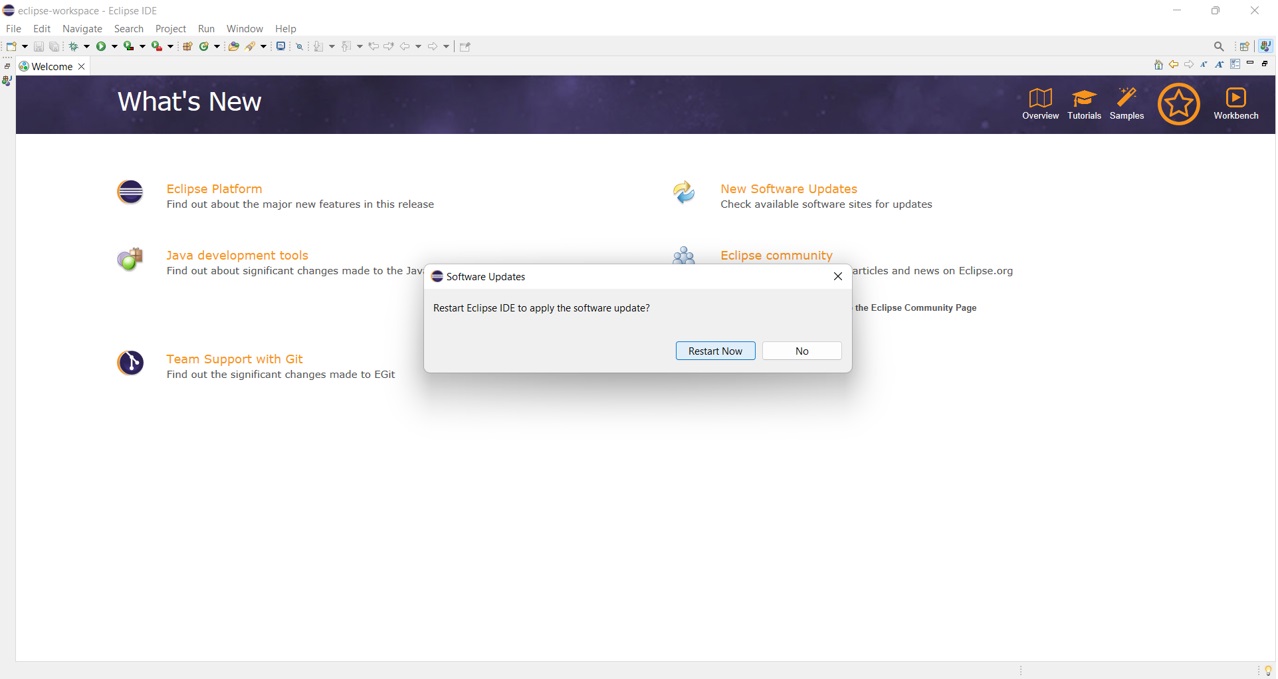 eclipse-workspace - Eclipse IDE
File Edit Navigate Search Project Run Window Help
Welcome
What's New
Overview Tutorials Samples Workbench
Eclipse Platform
Find out about the major new features in this release
New Software Updates
Check available software sites for updates
Java development tools
Find out about significant changes made to the Java
Eclipse community
articles and news on Eclipse.org
the Eclipse Community Page
Software Updates
Restart Eclipse IDE to apply the software update?
Restart Now No
Team Support with Git
Find out the significant changes made to EGit